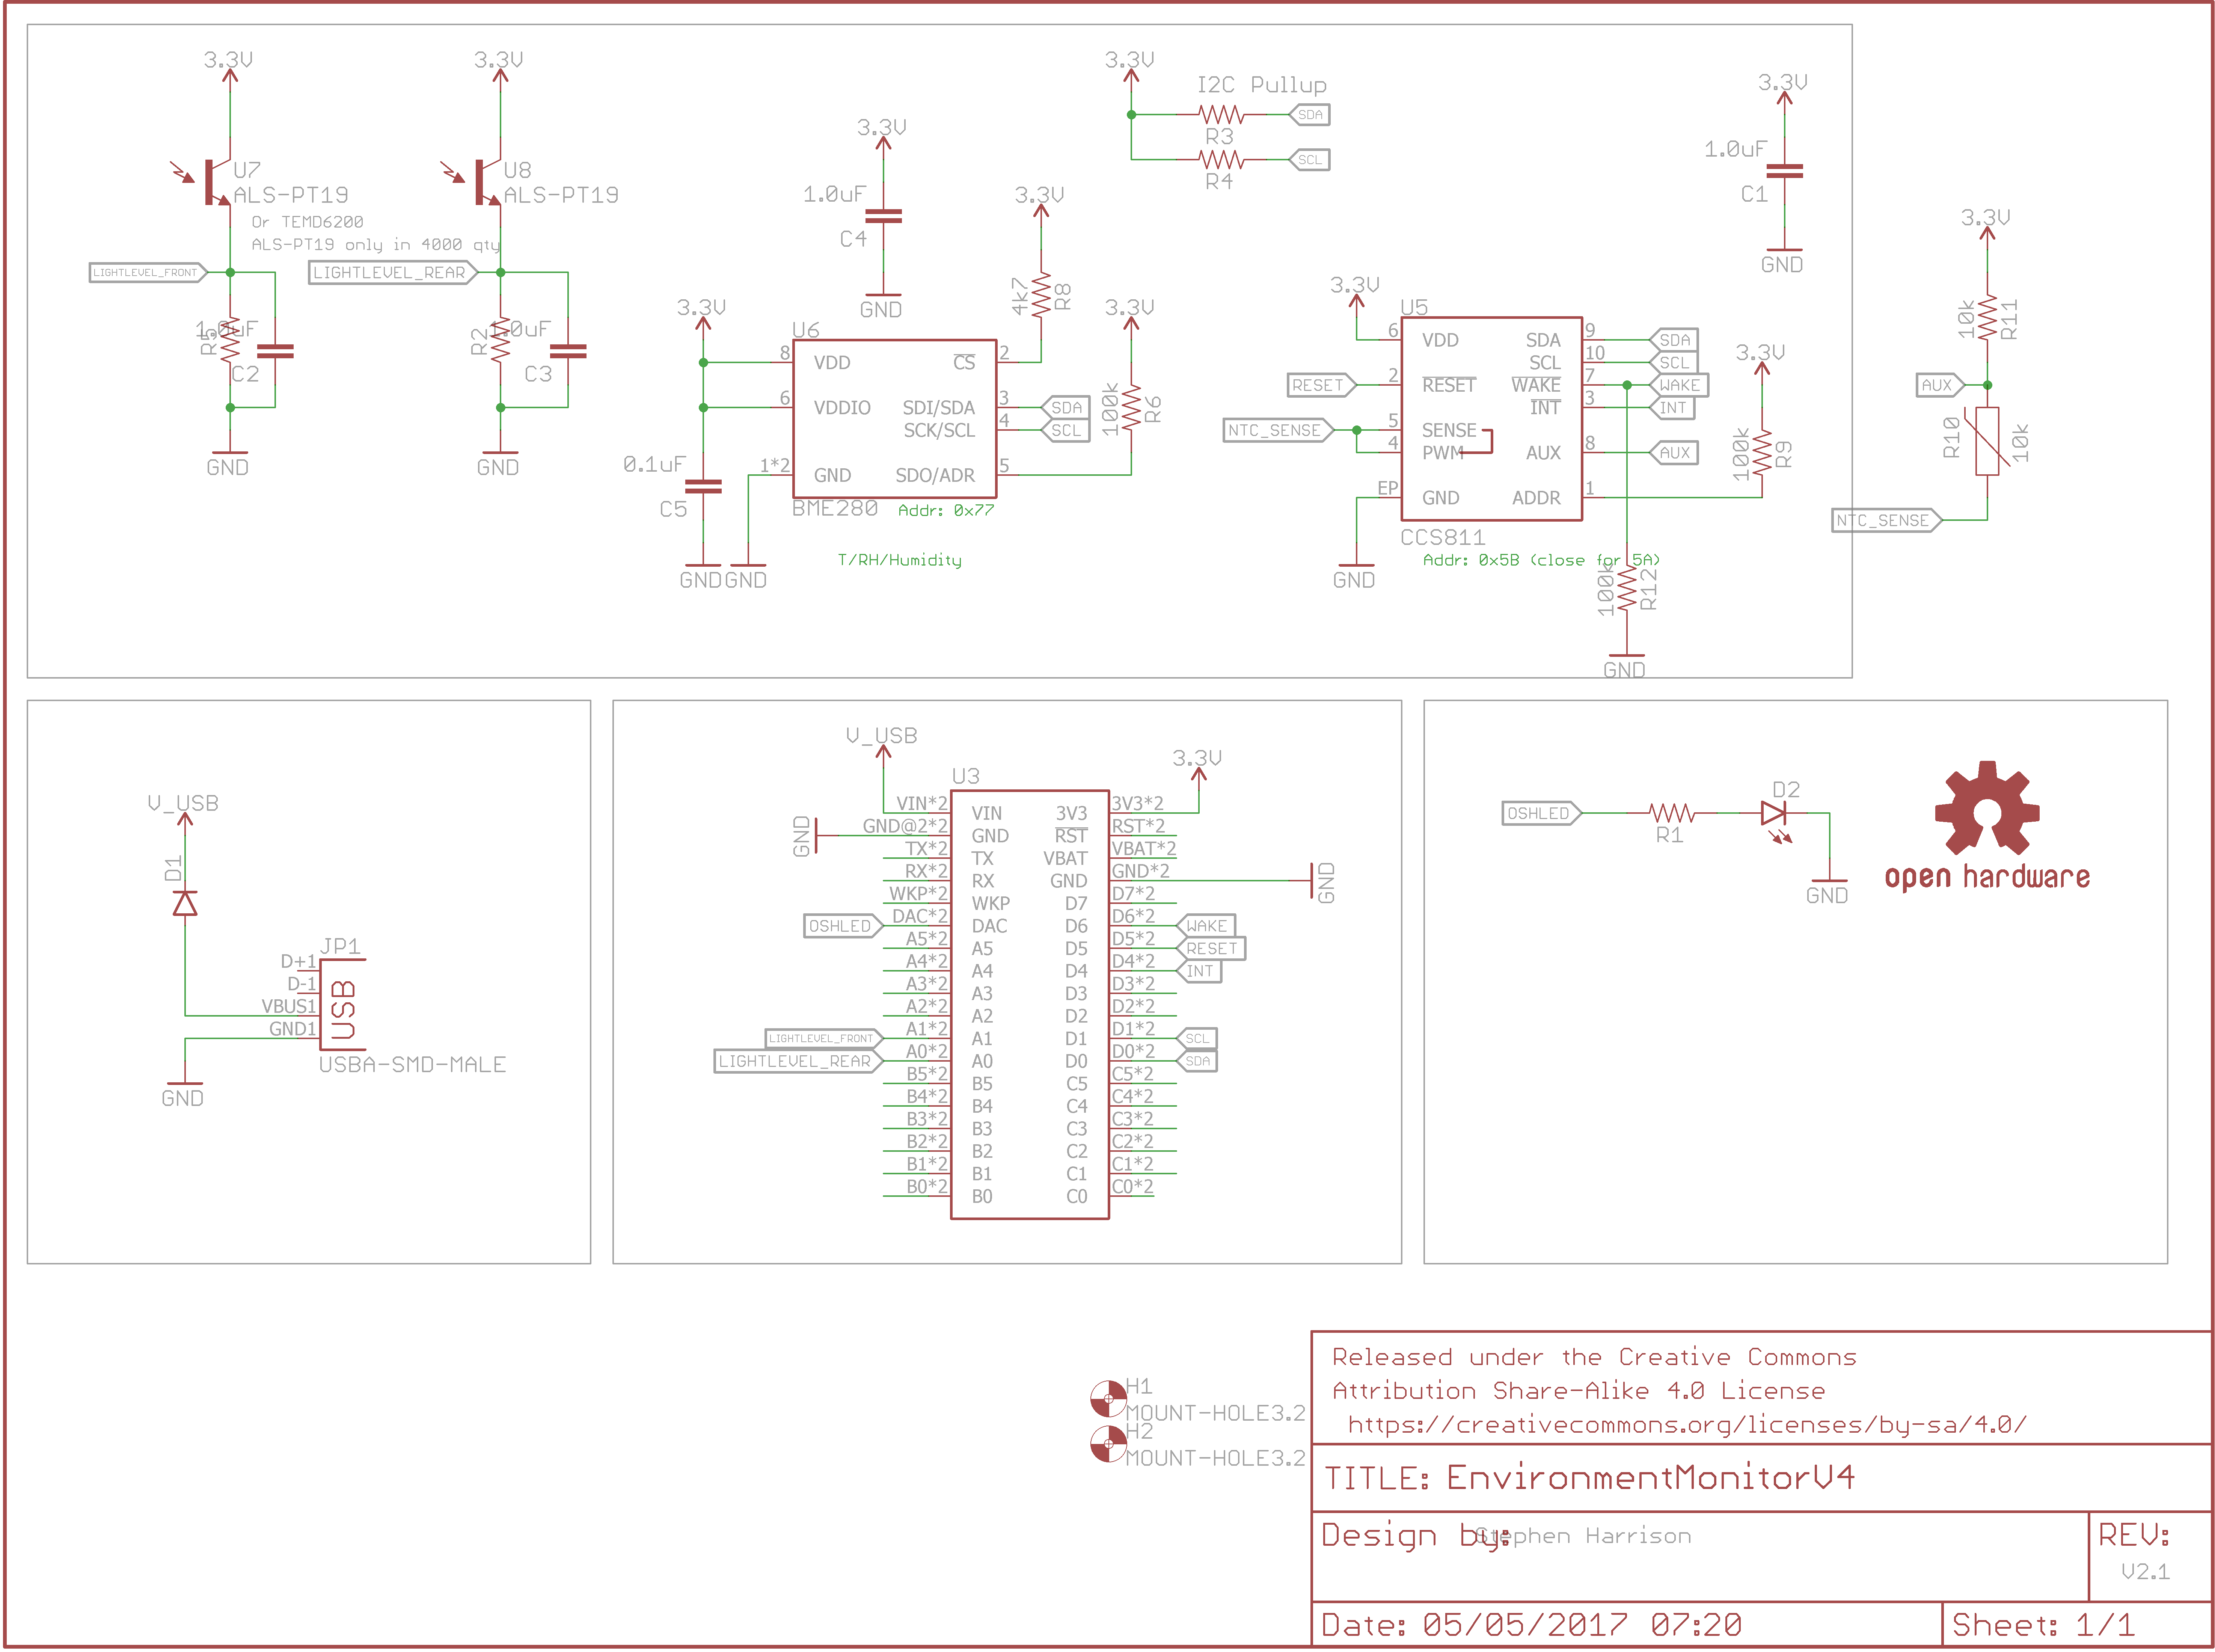 3.3V
U7
ALS-PT19
Or TEMD6200
ALS-PT19 only in 4000 qty
LIGHTLEVEL_FRONT
1.0uF
R5
C2
GND
3.3V
U8
ALS-PT19
LIGHTLEVEL_REAR
1.0uF
R2
C3
GND
3.3V
1.0uF
C4
GND
3.3V
I2C Pullup
SDA
R3
SCL
R4
3.3V
1.0uF
C1
GND
3.3V
0.1uF
C5
GND
GND
3.3V
4k7
R8
3.3V
100k
R6
U6
8 VDD
6 VDDIO
1*2 GND
CS 2
SDI/SDA 3 SDA
SCK/SCL 4 SCL
SDO/ADR 5
BME280
Addr: 0x77
T/RH/Humidity
3.3V
U5
6 VDD
RESET 2 RESET
NTC_SENSE 5 SENSE
4 PWM
EP GND
SDA 9 SDA
SCL 10 SCL
WAKE 7 WAKE
INT 3 INT
AUX 8 AUX
ADDR 1
CCS811
Addr: 0x5B (close for 5A)
GND
3.3V
100k
R9
100k
R12
GND
3.3V
10k
R11
AUX
R10
10k
NTC_SENSE
V_USB
D1
JP1
D+1
D-1
VBUS1
GND1
USB
USBA-SMD-MALE
GND
V_USB
3.3V
U3
VIN*2 VIN 3V3 3V3*2
GND GND@2*2 GND RST RST*2
TX*2 TX VBAT VBAT*2
RX*2 RX GND GND*2 GND
WKP*2 WKP D7 D7*2
OSHLED DAC*2 DAC D6 D6*2 WAKE
A5*2 A5 D5 D5*2 RESET
A4*2 A4 D4 D4*2 INT
A3*2 A3 D3 D3*2
A2*2 A2 D2 D2*2
LIGHTLEVEL_FRONT A1*2 A1 D1 D1*2 SCL
LIGHTLEVEL_REAR A0*2 A0 D0 D0*2 SDA
B5*2 B5 C5 C5*2
B4*2 B4 C4 C4*2
B3*2 B3 C3 C3*2
B2*2 B2 C2 C2*2
B1*2 B1 C1 C1*2
B0*2 B0 C0 C0*2
OSHLED
R1
D2
GND
open hardware
H1
MOUNT-HOLE3.2
H2
MOUNT-HOLE3.2
Released under the Creative Commons
Attribution Share-Alike 4.0 License
https://creativecommons.org/licenses/by-sa/4.0/
TITLE: EnvironmentMonitorV4
Design by: Stephen Harrison
REV:
V2.1
Date: 05/05/2017 07:20
Sheet: 1/1